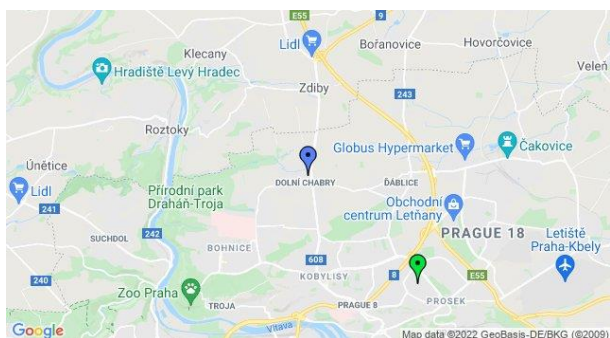 E55
9
Klecany
Lidl
Bořanovice
Hovorčovice
Veleň
Hradiště Levý Hradec
Zdiby
243
Roztoky
Globus Hypermarket
Čakovice
Únětice
Lidl
Přírodní park
Draháň-Troja
DOLNÍ CHABRY
ĎÁBLICE
Obchodní
centrum Letňany
241
SUCHDOL
242
BOHNICE
PRAGUE 18
Letiště
Praha-Kbely
608
KOBYLISY
8
E55
240
Zoo Praha
TROJA
PRAGUE 8
PROSEK
Vltava
Google
Map data ©2022 GeoBasis-DE/BKG (©2009)